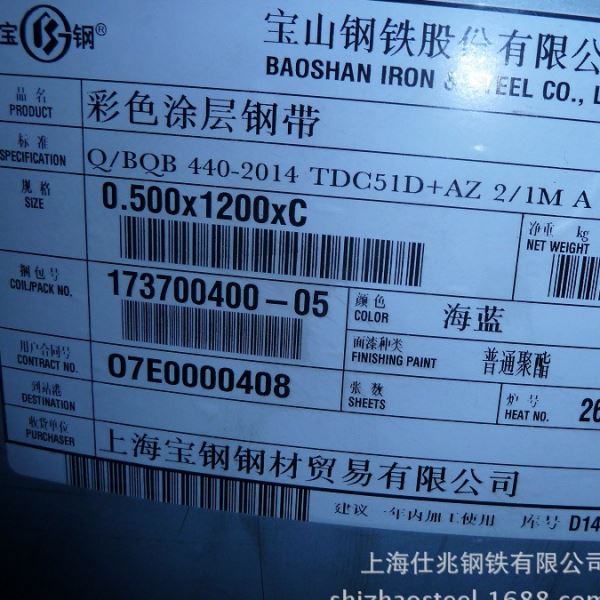 宝钢®
宝山钢铁股份有限公
BAOSHAN IRON & STEEL CO., L
品名 PRODUCT 彩色涂层钢带
标准 SPECIFICATION Q/BQB 440-2014 TDC51D+AZ 2/1M A
规格 SIZE 0.500x1200xC
净重 kg NET WEIGHT
捆包号 COIL/PACK NO. 173700400-05
颜色 COLOR 海蓝
面漆种类 FINISHING PAINT 普通聚酯
用户合同号 CONTRACT NO. O7E0000408
张数 SHEETS
炉号 HEAT NO. 26
到站港 DESTINATION
收货单位 PURCHASER 上海宝钢钢材贸易有限公司
建议一年内加工使用 库号 D14
上海仕兆钢铁有限公司
shizhaosteel.1688.com